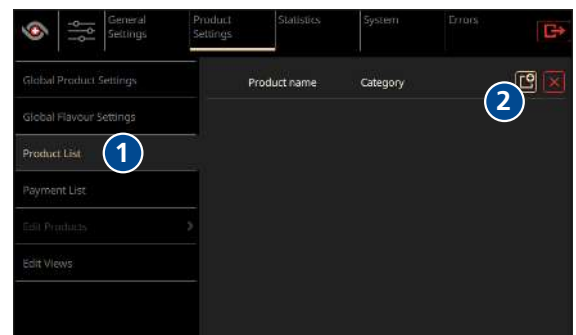 General Settings
Product Settings
Statistics
System
Errors
Global Product Settings
Product name Category
2
Global Flavour Settings
Product List
1
Payment List
Edit Products
Edit Views